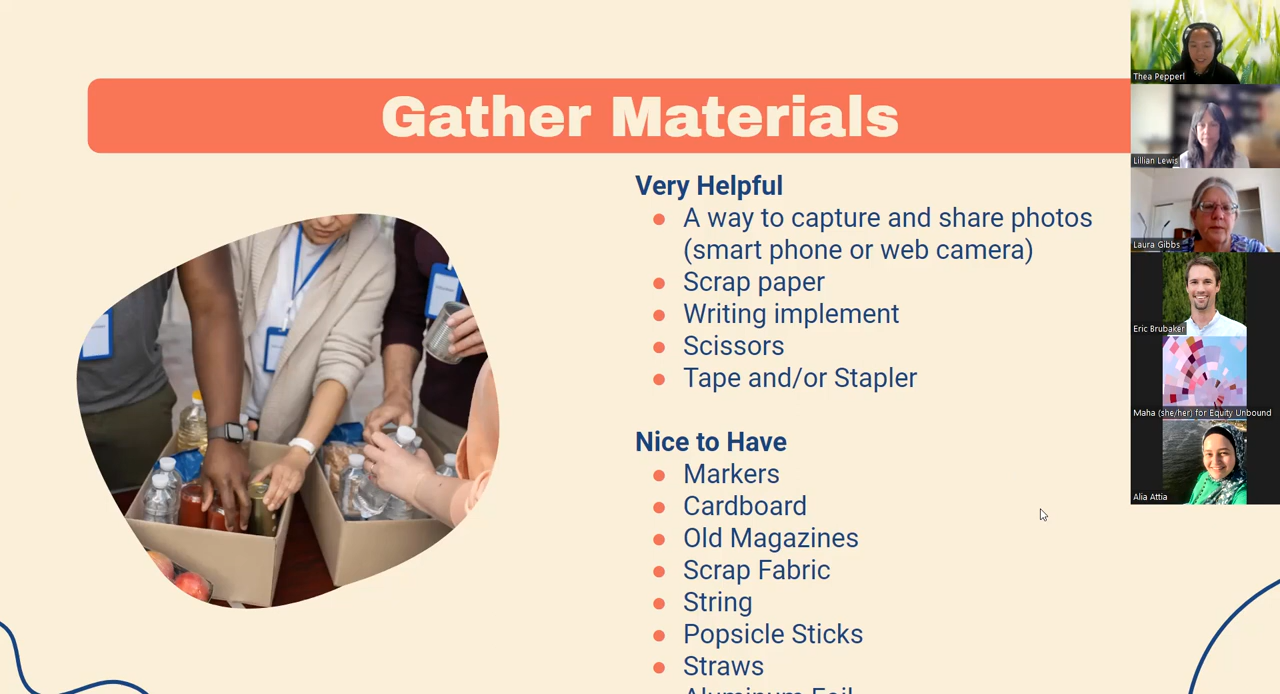 Gather Materials
Very Helpful
A way to capture and share photos
(smart phone or web camera)
Scrap paper
Writing implement
Scissors
Tape and/or Stapler
Nice to Have
Markers
Cardboard
Old Magazines
Scrap Fabric
String
Popsicle Sticks
Straws
Aluminum Foil
Thea Pepperl
Lillian Lewis
Laura Gibbs
Eric Brubaker
Maha (she/her) for Equity Unbound
Alia Attia